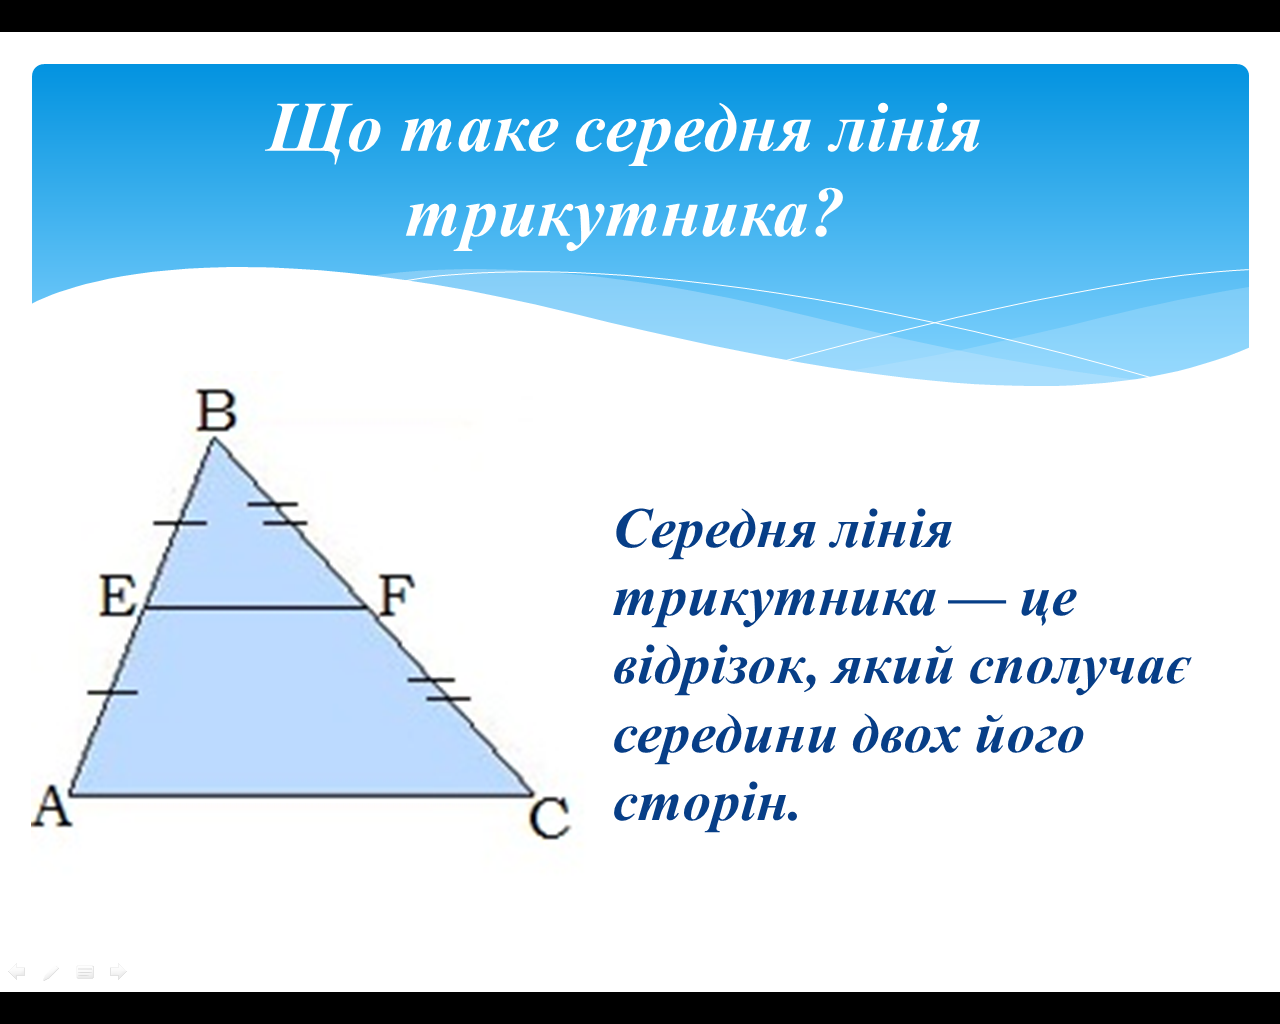 Що таке середня лінія
трикутника?
B
E
F
A
C
Середня лінія
трикутника — це
відрізок, який сполучає
середини двох його
сторін.